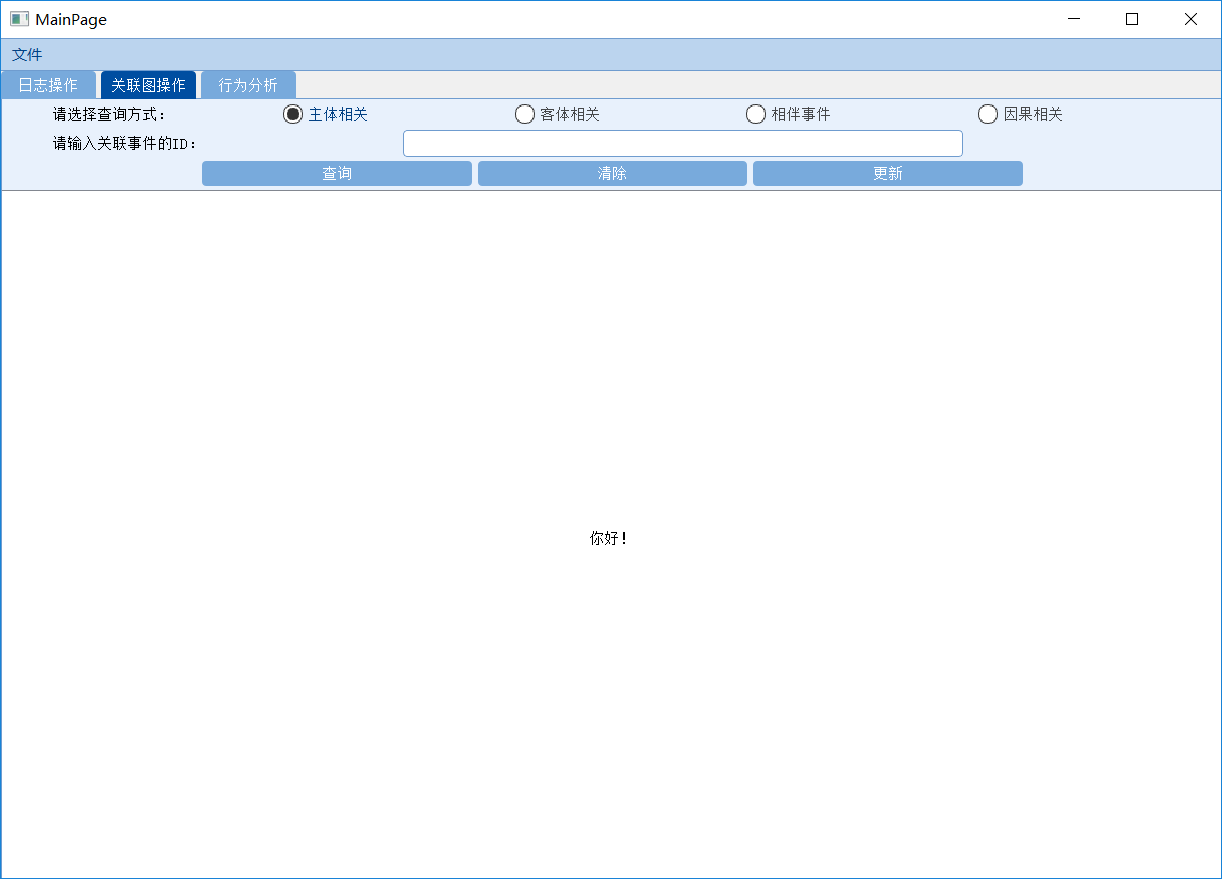 MainPage
文件
日志操作 关联图操作 行为分析
请选择查询方式： 主体相关 客体相关 相伴事件 因果相关
请输入关联事件的ID：
查询 清除 更新
你好！